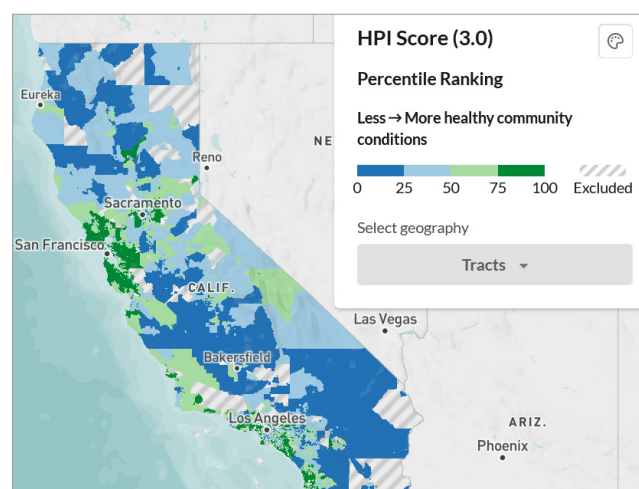 HPI Score (3.0)
Percentile Ranking
Less → More healthy community
conditions
0 25 50 75 100 Excluded
Select geography
Tracts
Eureka
NE
Reno
Sacramento
San Francisco
CALIF.
Las Vegas
Bakersfield
Los Angeles
ARIZ.
Phoenix